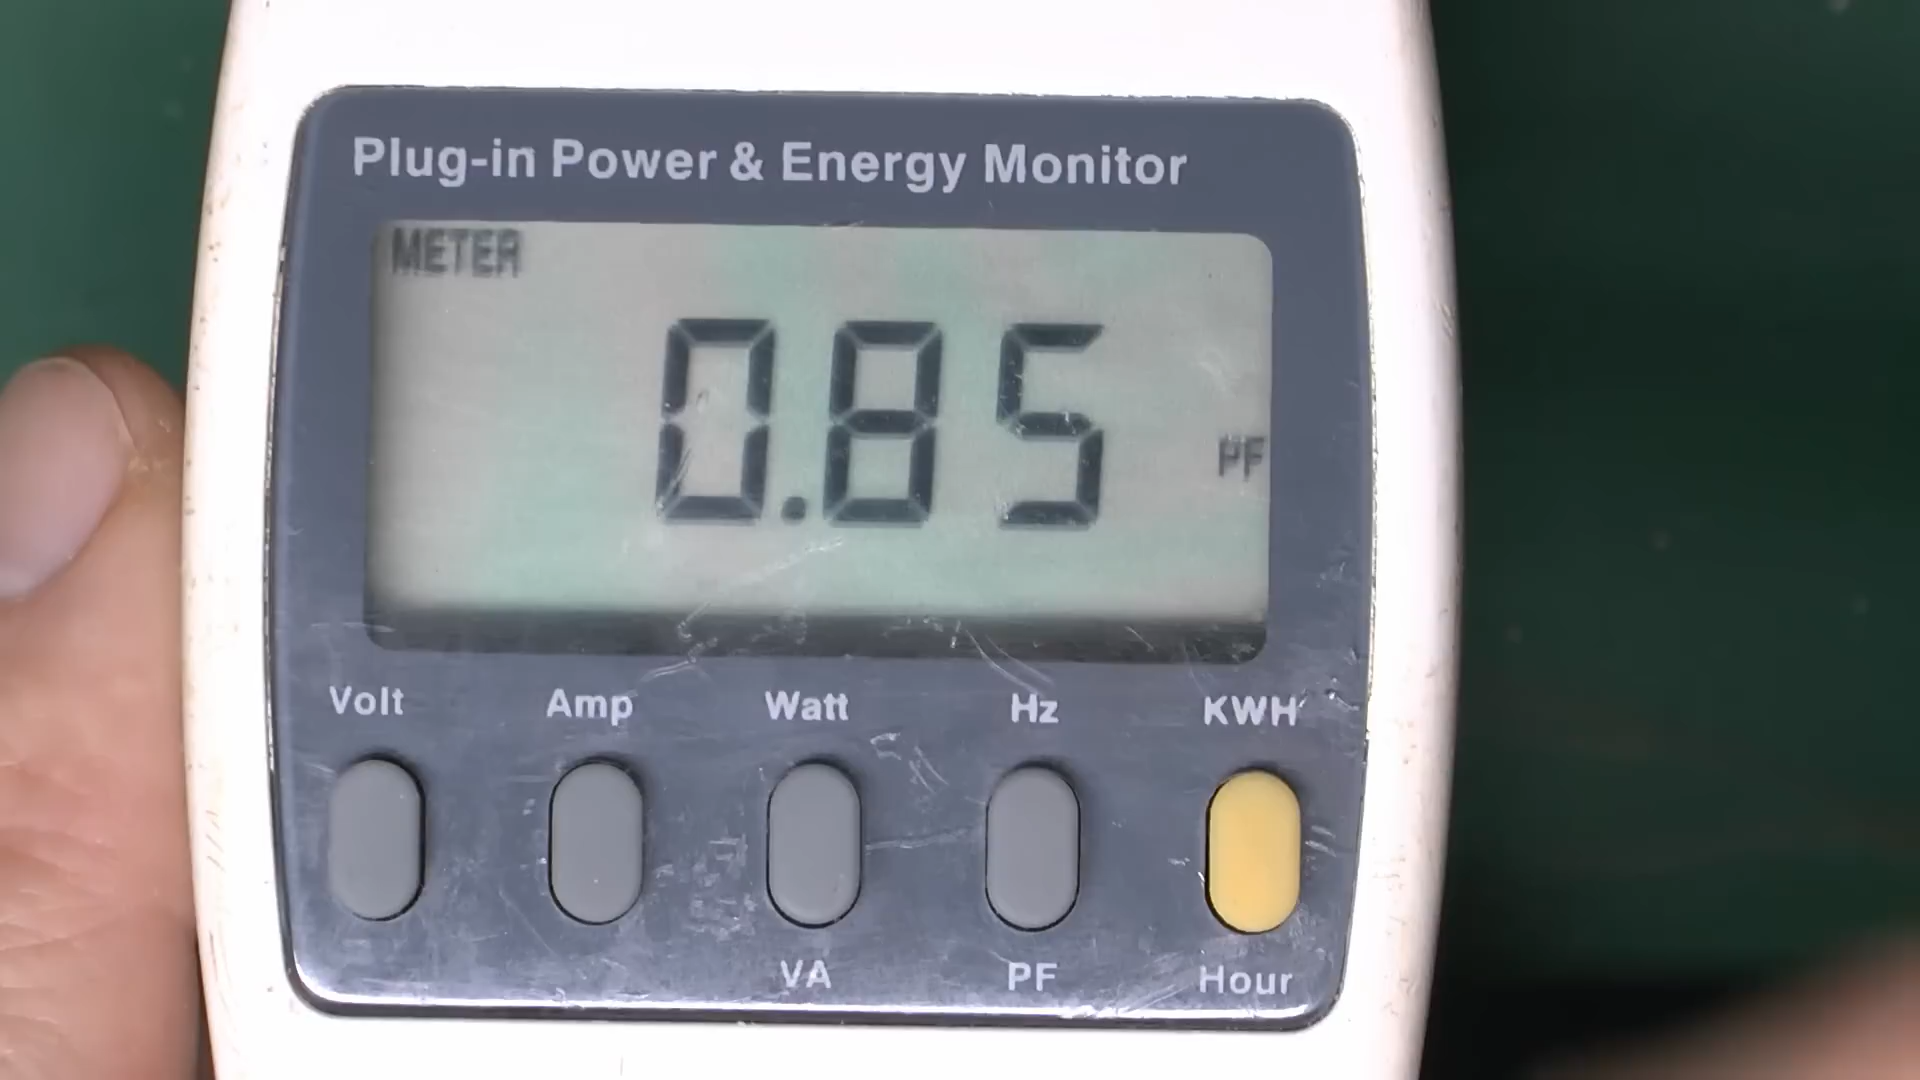 Plug-in Power & Energy Monitor
METER
0.85 PF
Volt Amp Watt Hz KWH
VA PF Hour